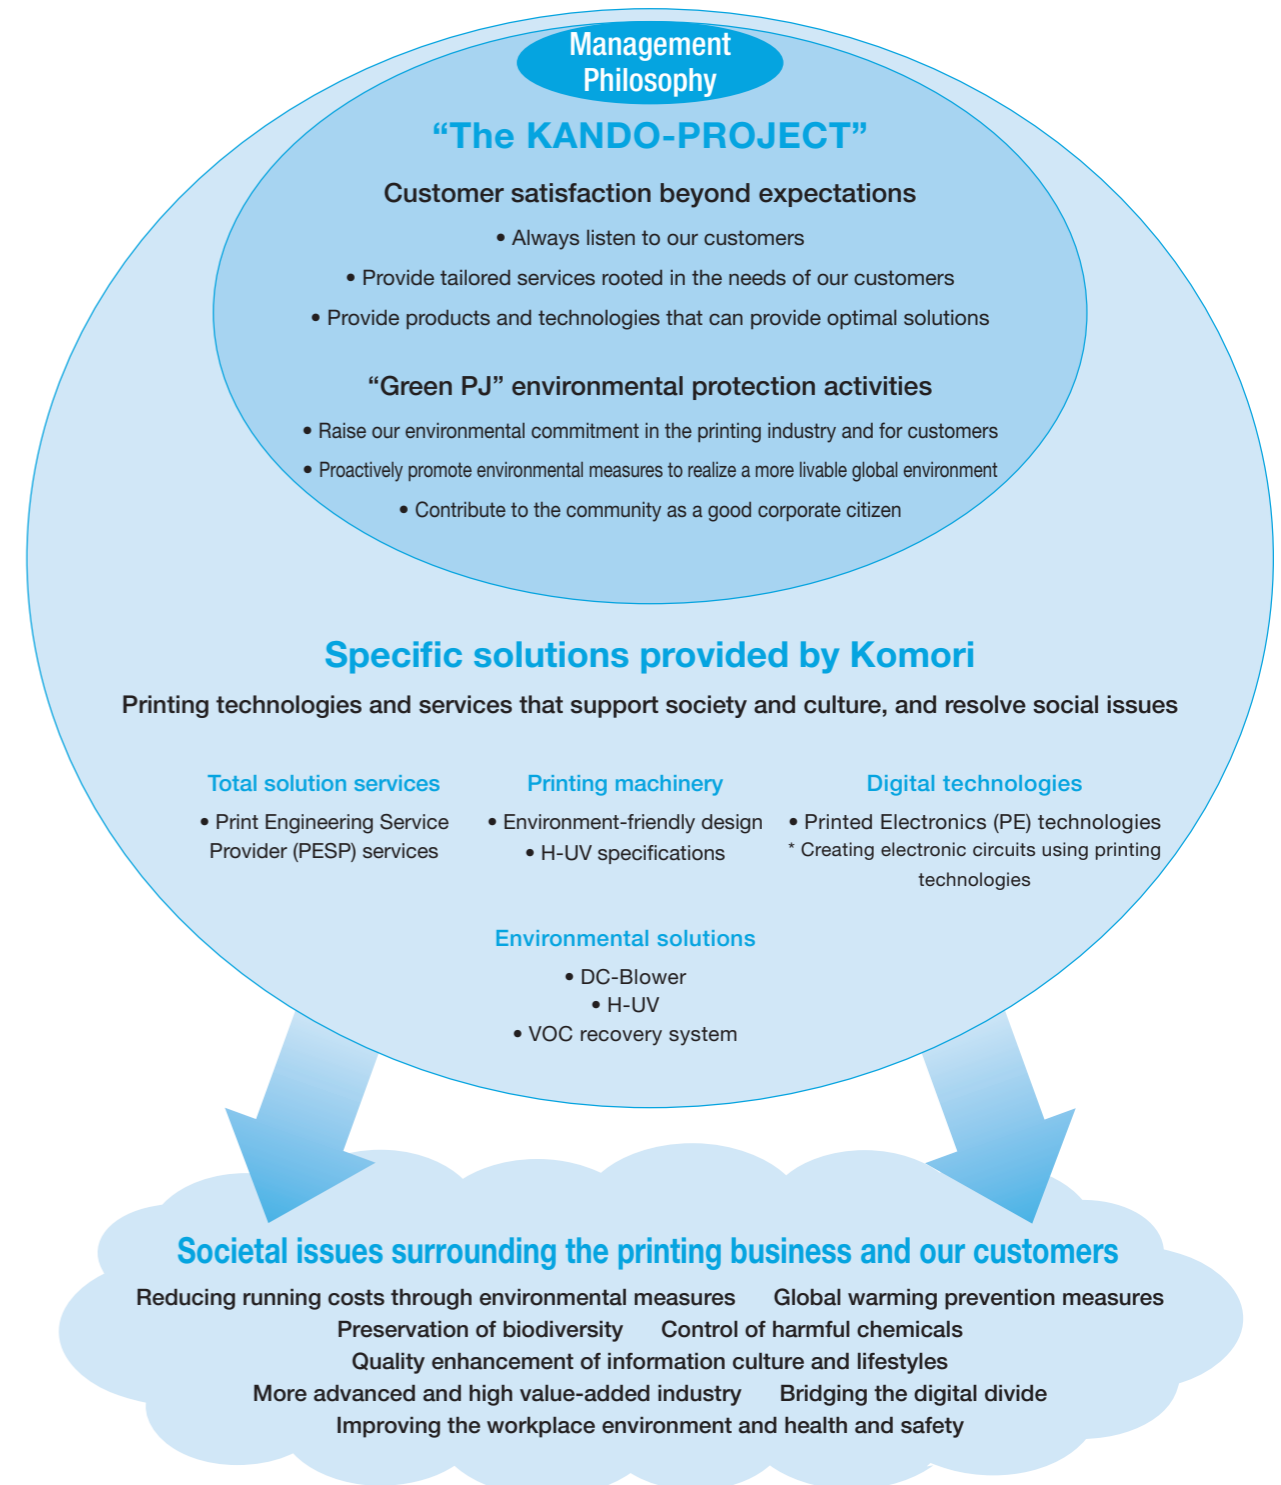 Management
Philosophy
“The KANDO-PROJECT”
Customer satisfaction beyond expectations
• Always listen to our customers
• Provide tailored services rooted in the needs of our customers
• Provide products and technologies that can provide optimal solutions
“Green PJ” environmental protection activities
• Raise our environmental commitment in the printing industry and for customers
• Proactively promote environmental measures to realize a more livable global environment
• Contribute to the community as a good corporate citizen
Specific solutions provided by Komori
Printing technologies and services that support society and culture, and resolve social issues
Total solution services
• Print Engineering Service
Provider (PESP) services
Printing machinery
• Environment-friendly design
• H-UV specifications
Digital technologies
• Printed Electronics (PE) technologies
* Creating electronic circuits using printing
technologies
Environmental solutions
• DC-Blower
• H-UV
• VOC recovery system
Societal issues surrounding the printing business and our customers
Reducing running costs through environmental measures Global warming prevention measures
Preservation of biodiversity Control of harmful chemicals
Quality enhancement of information culture and lifestyles
More advanced and high value-added industry Bridging the digital divide
Improving the workplace environment and health and safety